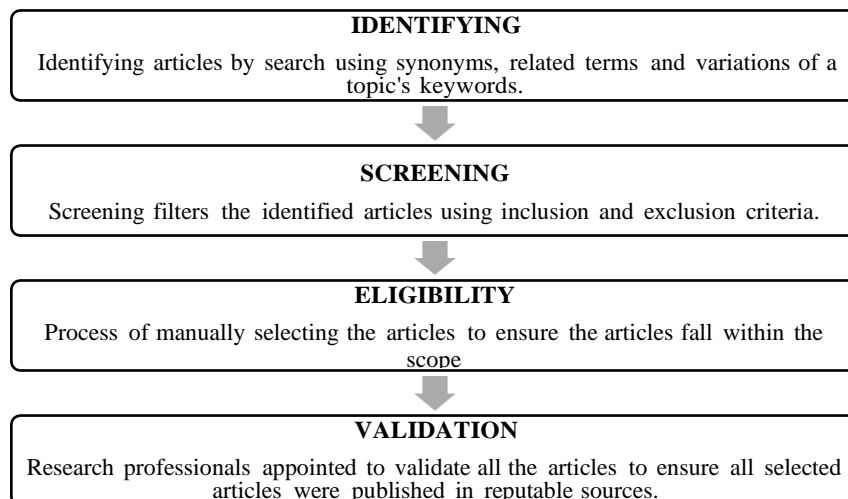 IDENTIFYING
Identifying articles by search using synonyms, related terms and variations of a
topic's keywords.
SCREENING
Screening filters the identified articles using inclusion and exclusion criteria.
ELIGIBILITY
Process of manually selecting the articles to ensure the articles fall within the
scope
VALIDATION
Research professionals appointed to validate all the articles to ensure all selected
articles were published in reputable sources.